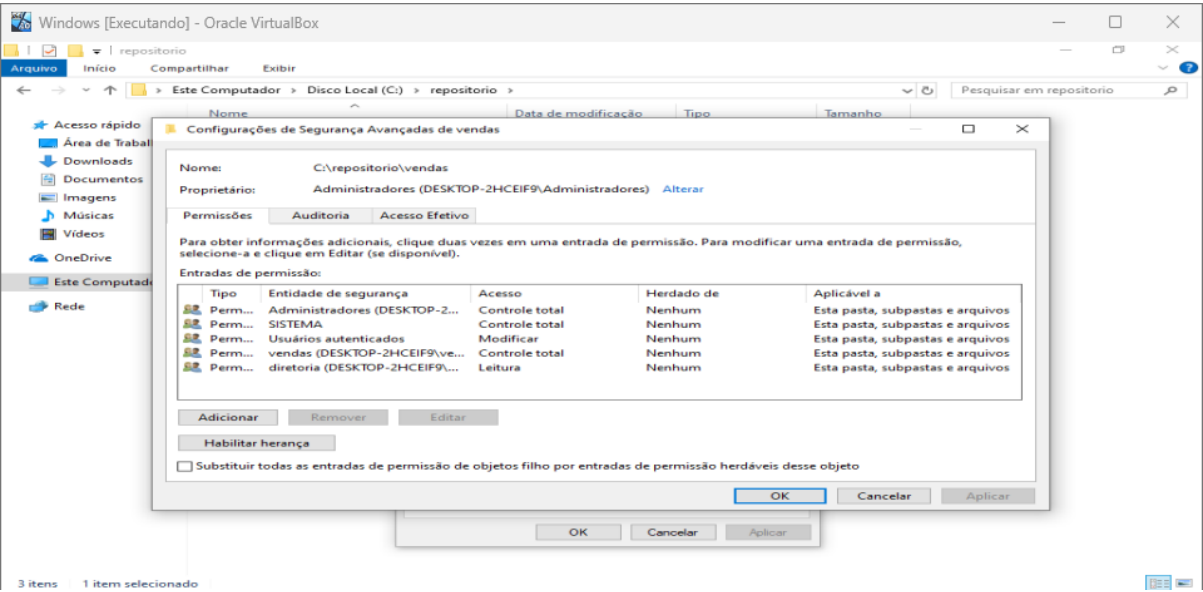 Windows [Executando] - Oracle VirtualBox
repositorio
Arquivo Início Compartilhar Exibir
Este Computador > Disco Local (C:) > repositorio >
Pesquisar em repositorio
Nome Data de modificação Tipo Tamanho
Acesso rápido
Área de Trabal
Downloads
Documentos
Imagens
Músicas
Vídeos
OneDrive
Este Computad
Rede
Configurações de Segurança Avançadas de vendas
Nome: C:\repositorio\vendas
Proprietário: Administradores (DESKTOP-2HCEIF9\Administradores) Alterar
Permissões Auditoria Acesso Efetivo
Para obter informações adicionais, clique duas vezes em uma entrada de permissão. Para modificar uma entrada de permissão,
selecione-a e clique em Editar (se disponível).
Entradas de permissão:
Tipo Entidade de segurança Acesso Herdado de Aplicável a
Perm... Administradores (DESKTOP-2... Controle total Nenhum Esta pasta, subpastas e arquivos
Perm... SISTEMA Controle total Nenhum Esta pasta, subpastas e arquivos
Perm... Usuários autenticados Modificar Nenhum Esta pasta, subpastas e arquivos
Perm... vendas (DESKTOP-2HCEIF9\ve... Controle total Nenhum Esta pasta, subpastas e arquivos
Perm... diretoria (DESKTOP-2HCEIF9\... Leitura Nenhum Esta pasta, subpastas e arquivos
Adicionar Remover Editar
Habilitar herança
Substituir todas as entradas de permissão de objetos filho por entradas de permissão herdáveis desse objeto
OK Cancelar Aplicar
OK Cancelar Aplicar
3 itens 1 item selecionado